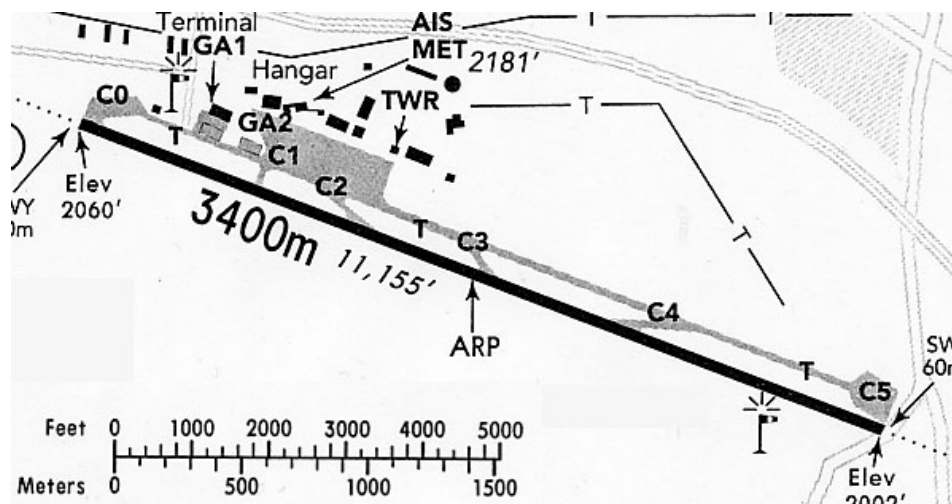 Terminal
AIS
T
T
GA1
MET
2181'
Hangar
C0
TWR
T
GA2
T
C1
Elev
2060'
C2
3400m
11,155'
T
C3
T
C4
ARP
T
C5
60m
Feet 0 1000 2000 3000 4000 5000
Meters 0 500 1000 1500
Elev